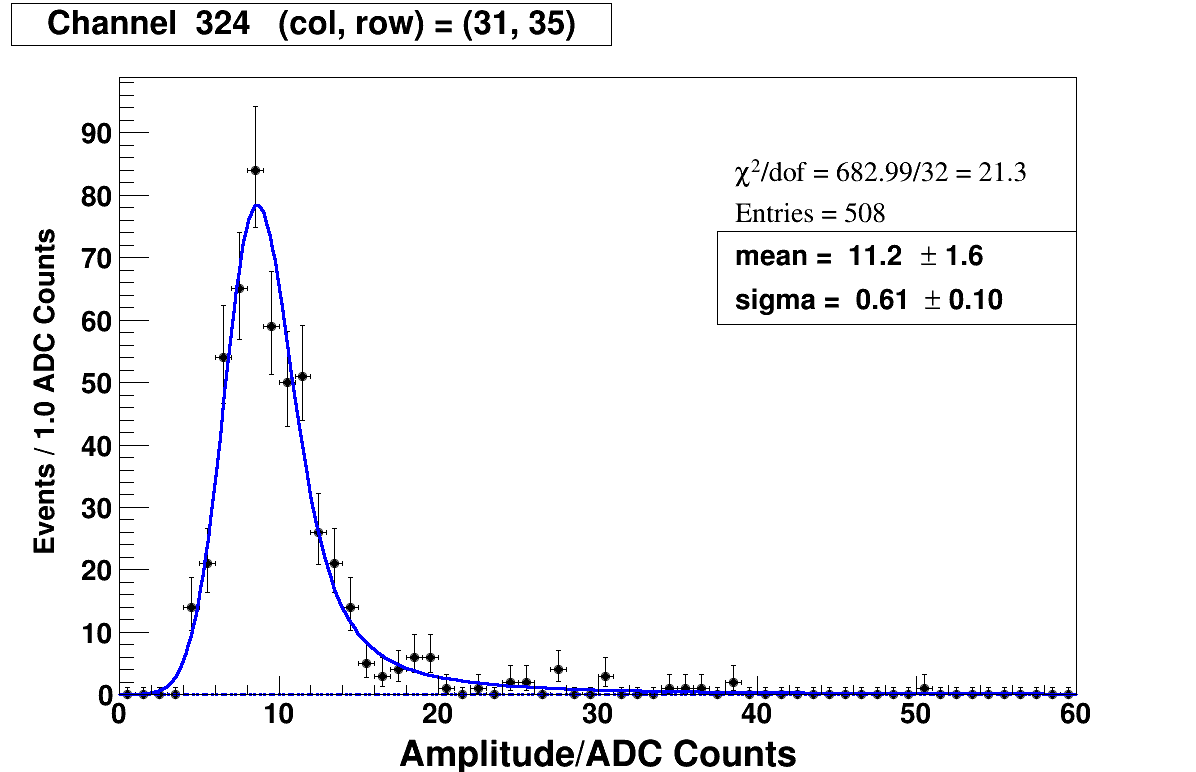 Channel 324 (col, row) = (31, 35)
χ²/dof = 682.99/32 = 21.3
Entries = 508
mean = 11.2 ± 1.6
sigma = 0.61 ± 0.10
Events / 1.0 ADC Counts
90
80
70
60
50
40
30
20
10
0
0 10 20 30 40 50 60
Amplitude/ADC Counts